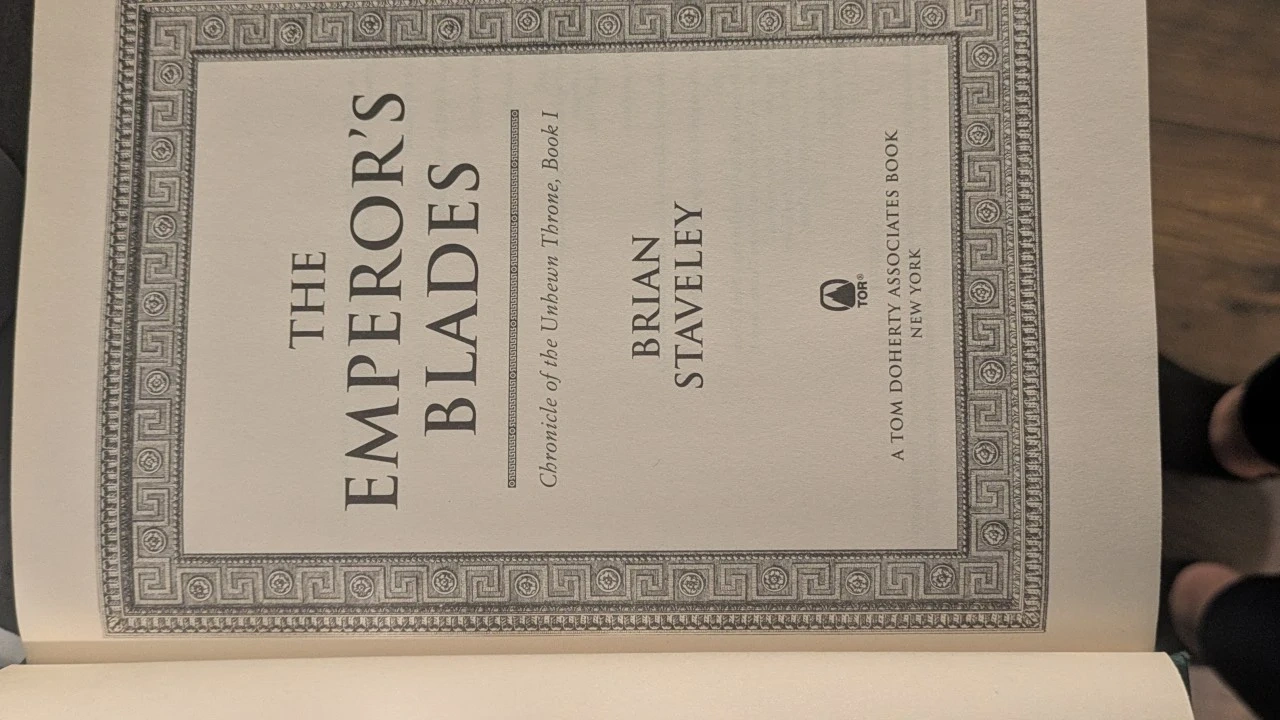 THE
EMPEROR'S
BLADES
Chronicle of the Unhewn Throne, Book I
BRIAN
STAVELEY
TOR®
A TOM DOHERTY ASSOCIATES BOOK
NEW YORK